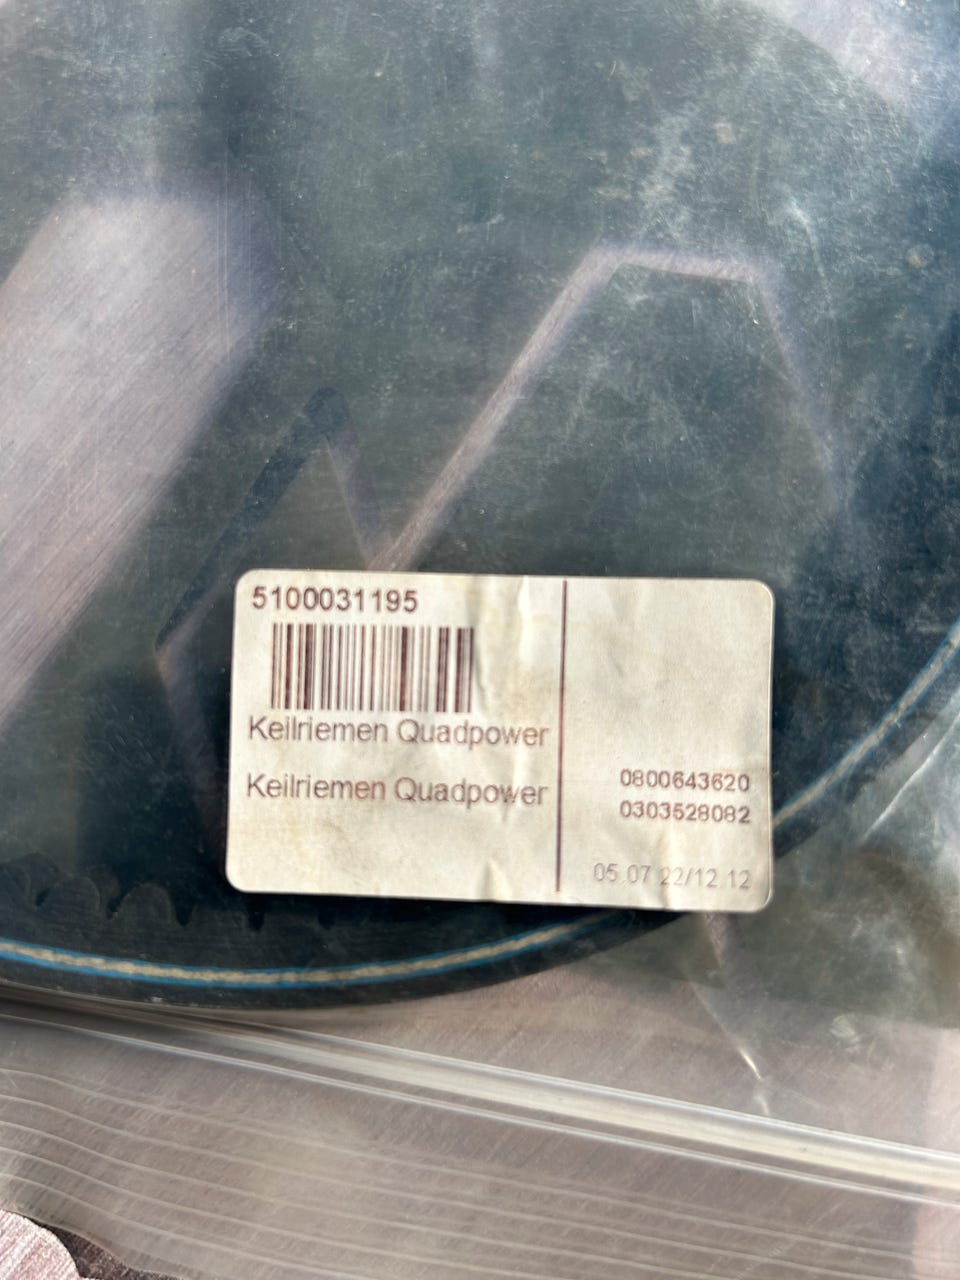 5100031195
Keilriemen Quadpower
Keilriemen Quadpower
0800643620
0303528082
05.07.22/12.12